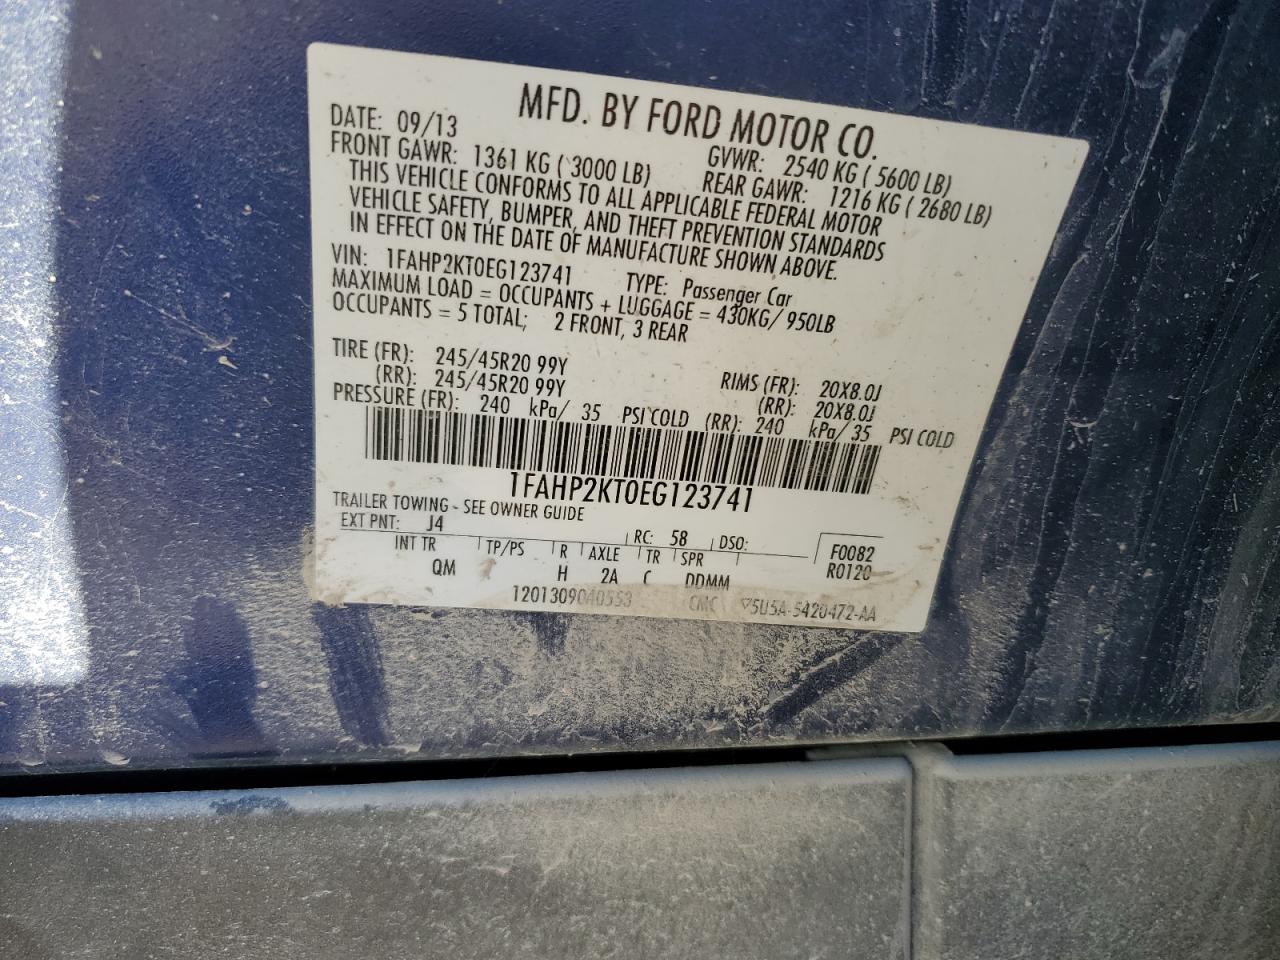 MFD. BY FORD MOTOR CO.
DATE: 09/13 GVWR: 2540 KG ( 5600 LB)
FRONT GAWR: 1361 KG ( 3000 LB) REAR GAWR: 1216 KG ( 2680 LB)
THIS VEHICLE CONFORMS TO ALL APPLICABLE FEDERAL MOTOR
VEHICLE SAFETY, BUMPER, AND THEFT PREVENTION STANDARDS
IN EFFECT ON THE DATE OF MANUFACTURE SHOWN ABOVE.
VIN: 1FAHP2KT0EG123741 TYPE: Passenger Car
MAXIMUM LOAD = OCCUPANTS + LUGGAGE = 430KG/ 950LB
OCCUPANTS = 5 TOTAL; 2 FRONT, 3 REAR
TIRE (FR): 245/45R20 99Y RIMS (FR): 20X8.0J
(RR): 245/45R20 99Y (RR): 20X8.0J
PRESSURE (FR): 240 kPa/ 35 PSI COLD (RR): 240 kPa/ 35 PSI COLD
1FAHP2KT0EG123741
TRAILER TOWING - SEE OWNER GUIDE
EXT PNT: J4 RC: 58 DSO: F0082
INT TR TP/PS R AXLE TR SPR R0120
QM H 2A C DDMM
1201309040553 CMC ▽5U5A-5420472-AA